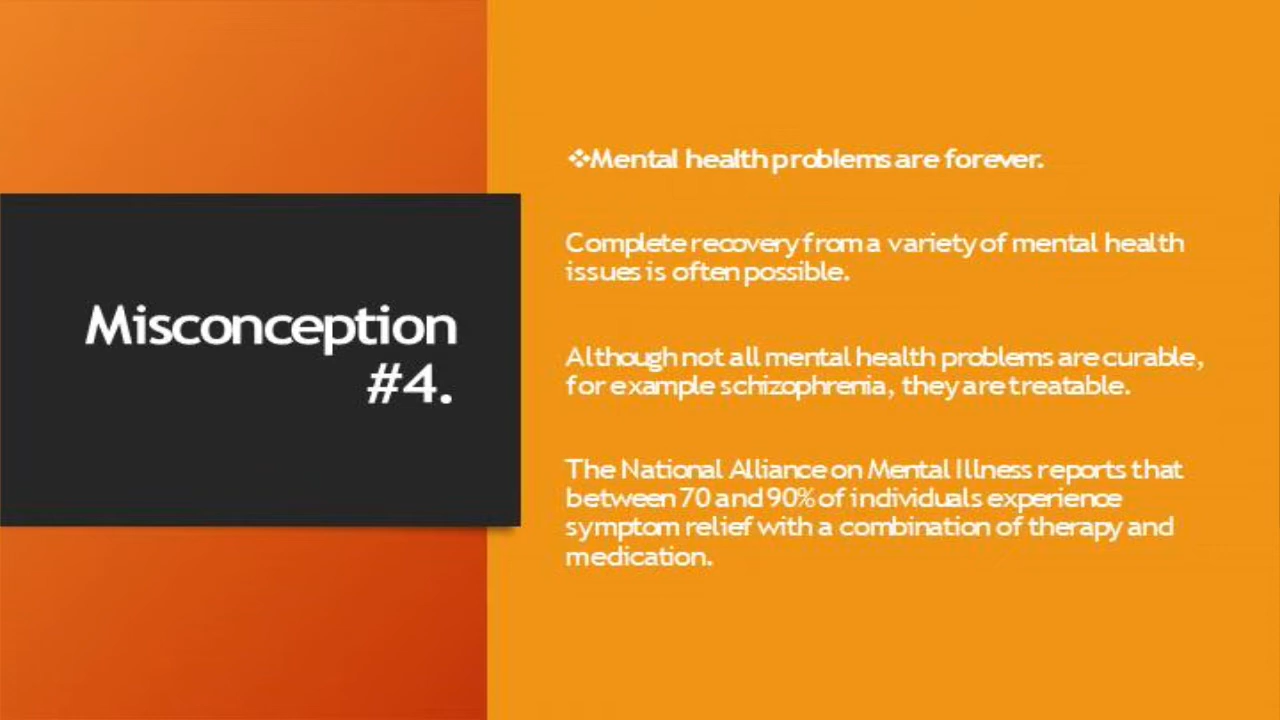 Misconception
#4.
❖Mental health problems are forever.
Complete recovery from a variety of mental health
issues is often possible.
Although not all mental health problems are curable,
for example schizophrenia, they are treatable.
The National Alliance on Mental Illness reports that
between 70 and 90% of individuals experience
symptom relief with a combination of therapy and
medication.